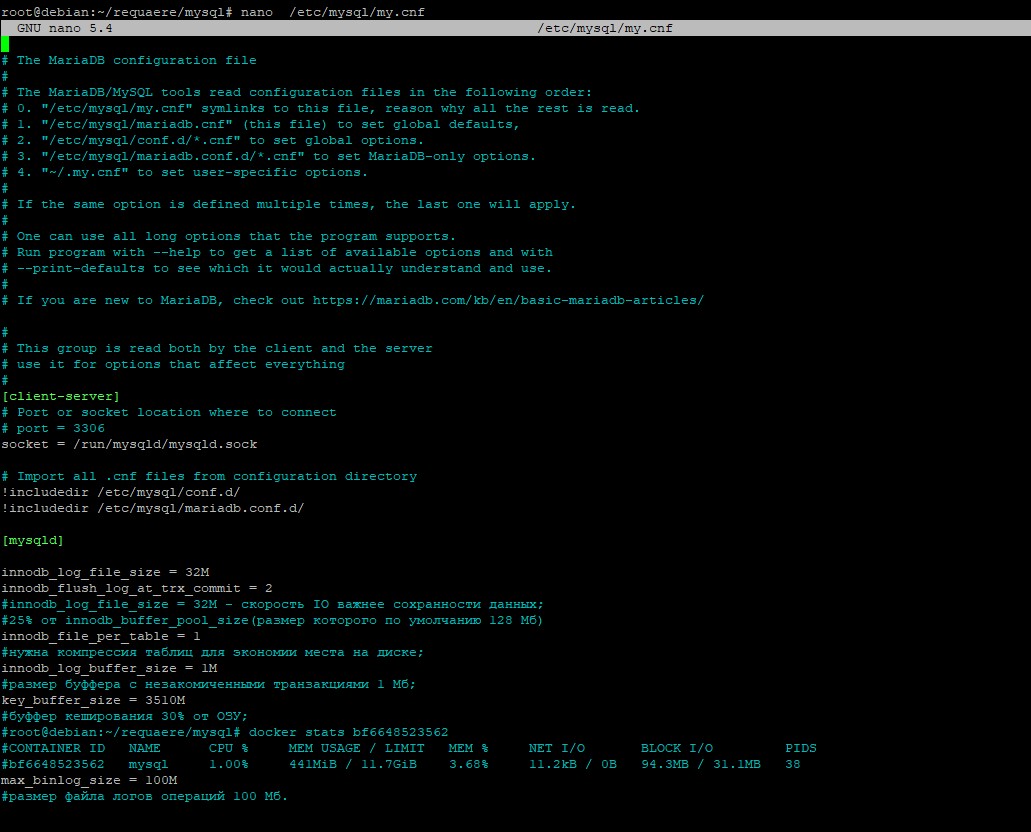 root@debian:~/requaere/mysql# nano  /etc/mysql/my.cnf
GNU nano 5.4 /etc/mysql/my.cnf
# The MariaDB configuration file
#
# The MariaDB/MySQL tools read configuration files in the following order:
# 0. "/etc/mysql/my.cnf" symlinks to this file, reason why all the rest is read.
# 1. "/etc/mysql/mariadb.cnf" (this file) to set global defaults,
# 2. "/etc/mysql/conf.d/*.cnf" to set global options.
# 3. "/etc/mysql/mariadb.conf.d/*.cnf" to set MariaDB-only options.
# 4. "~/.my.cnf" to set user-specific options.
#
# If the same option is defined multiple times, the last one will apply.
#
# One can use all long options that the program supports.
# Run program with --help to get a list of available options and with
# --print-defaults to see which it would actually understand and use.
#
# If you are new to MariaDB, check out https://mariadb.com/kb/en/basic-mariadb-articles/
#
# This group is read both by the client and the server
# use it for options that affect everything
#
[client-server]
# Port or socket location where to connect
# port = 3306
socket = /run/mysqld/mysqld.sock
# Import all .cnf files from configuration directory
!includedir /etc/mysql/conf.d/
!includedir /etc/mysql/mariadb.conf.d/
[mysqld]
innodb_log_file_size = 32M
innodb_flush_log_at_trx_commit = 2
#innodb_log_file_size = 32M - скорость IO важнее сохранности данных;
#25% от innodb_buffer_pool_size(размер которого по умолчанию 128 Мб)
innodb_file_per_table = 1
#нужна компрессия таблиц для экономии места на диске;
innodb_log_buffer_size = 1M
#размер буффера с незакомиченными транзакциями 1 Мб;
key_buffer_size = 3510M
#буффер кеширования 30% от ОЗУ;
#root@debian:~/requaere/mysql# docker stats bf6648523562
#CONTAINER ID   NAME      CPU %     MEM USAGE / LIMIT   MEM %     NET I/O       BLOCK I/O         PIDS
#bf6648523562   mysql     1.00%     441MiB / 11.7GiB   3.68%     11.2kB / 0B   94.3MB / 31.1MB   38
max_binlog_size = 100M
#размер файла логов операций 100 Мб.